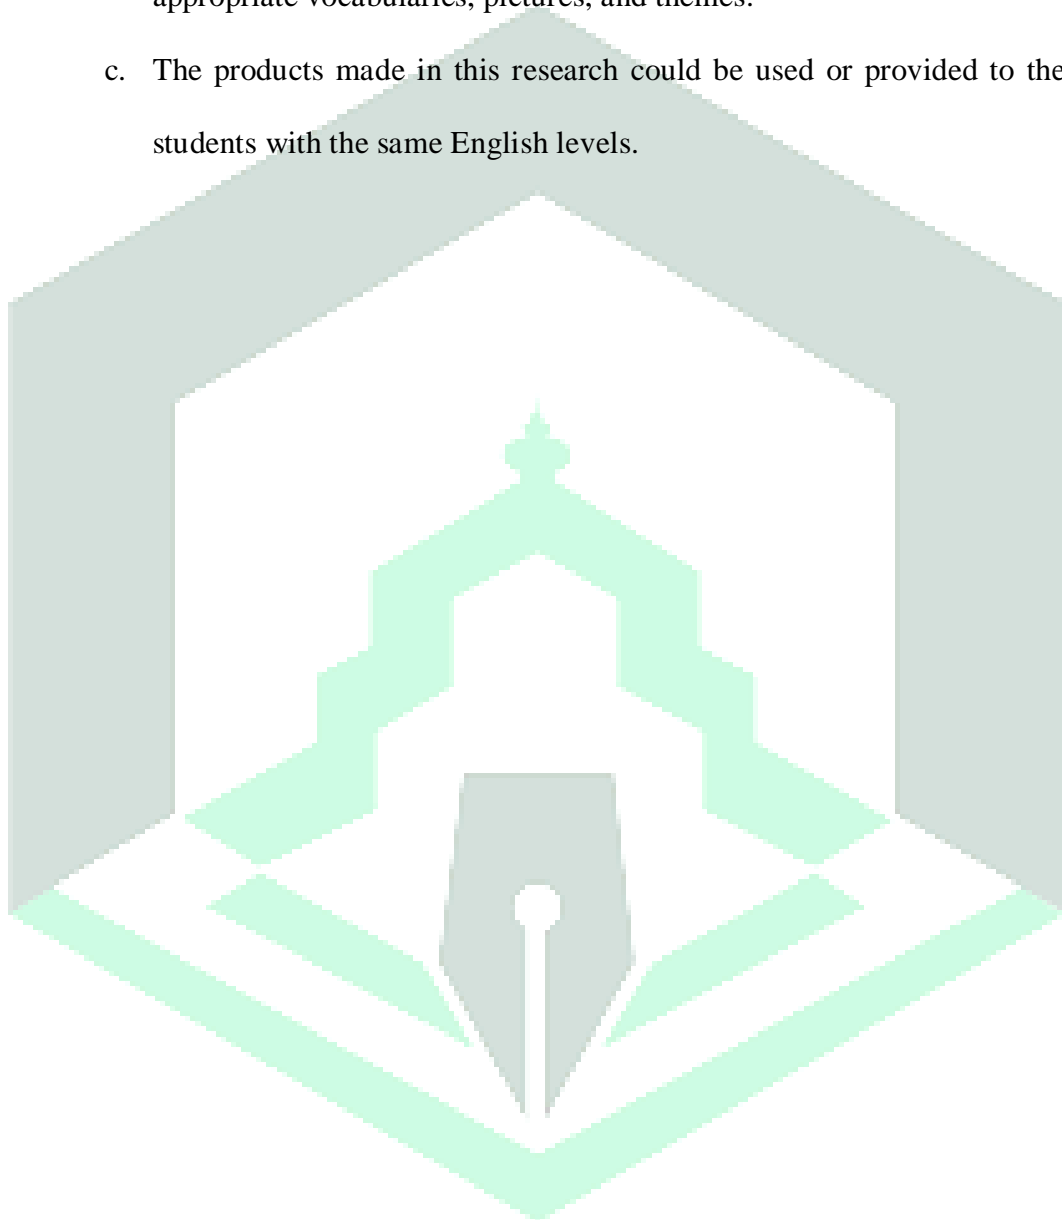 appropriate vocabularies, pictures, and themes.
c. The products made in this research could be used or provided to the
students with the same English levels.